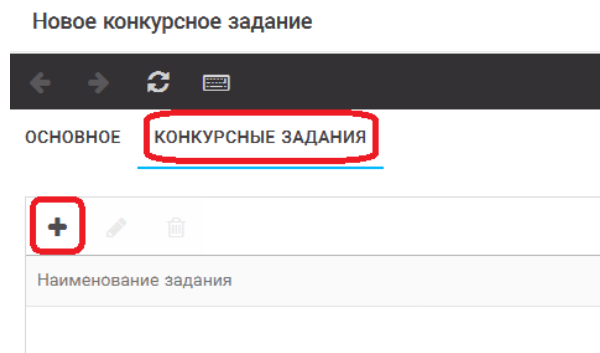 Новое конкурсное задание
ОСНОВНОЕ КОНКУРСНЫЕ ЗАДАНИЯ
Наименование задания